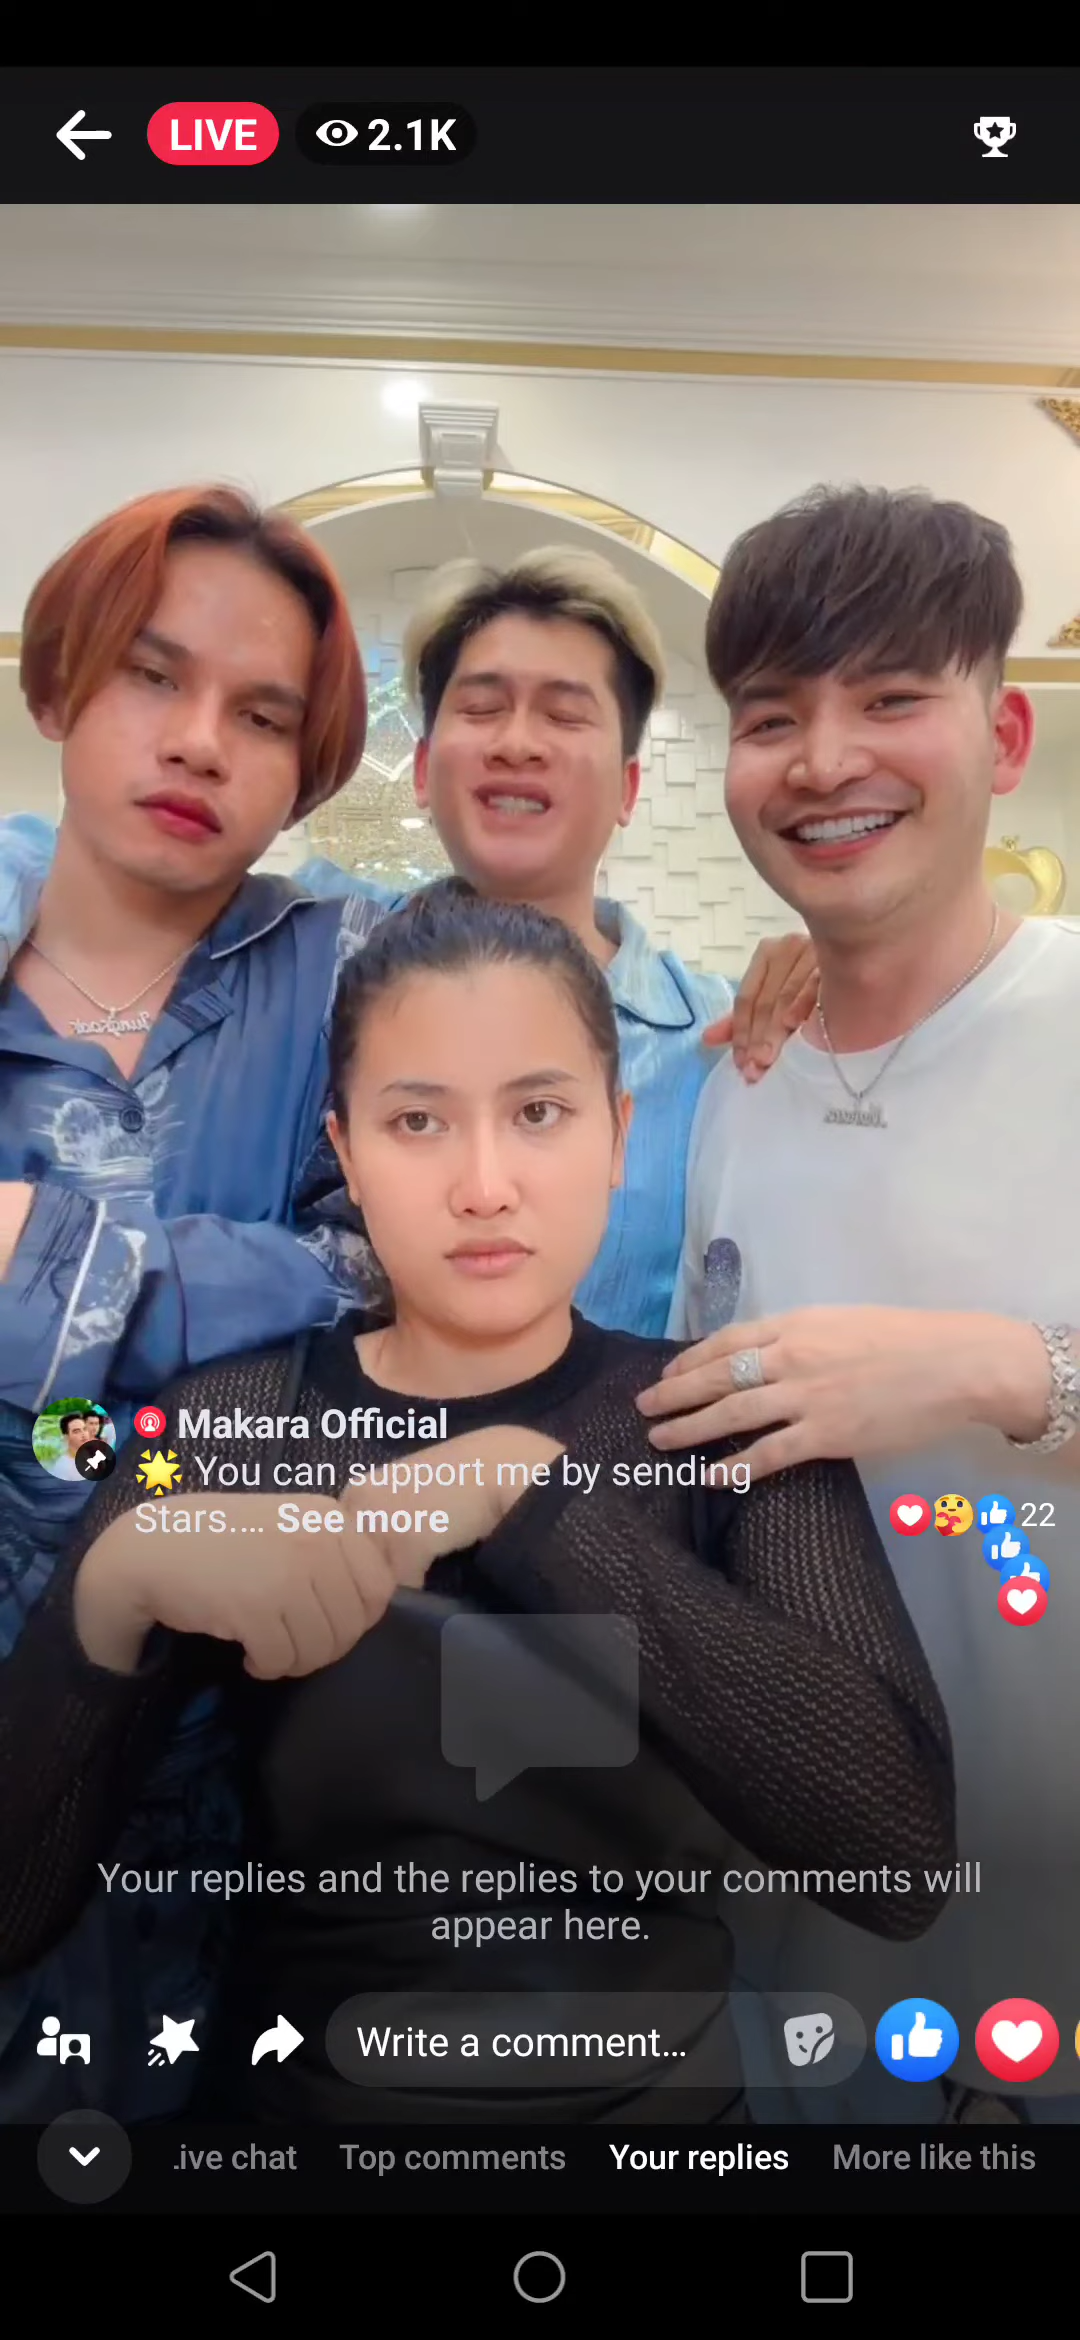 LIVE
2.1K
Makara Official
🌟 You can support me by sending
Stars.... See more
22
Your replies and the replies to your comments will
appear here.
Write a comment...
.ive chat
Top comments
Your replies
More like this